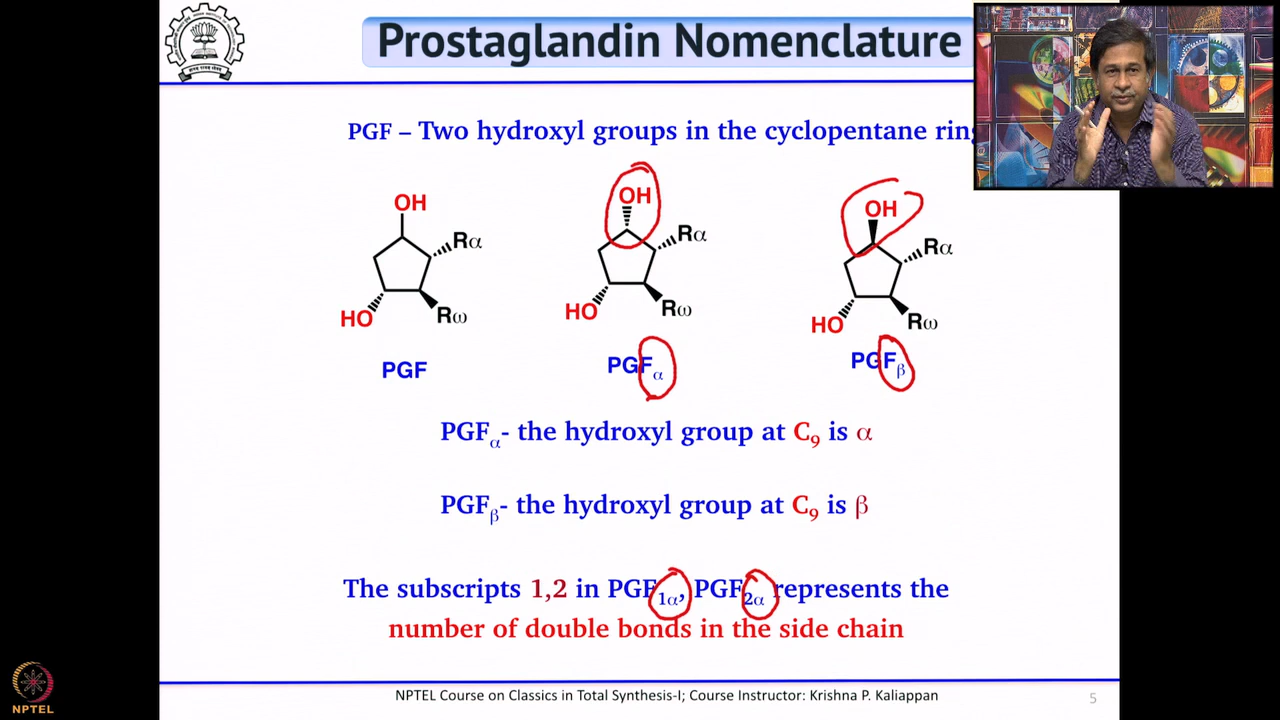 Prostaglandin Nomenclature
PGF – Two hydroxyl groups in the cyclopentane ring
OH
Rα
HO
Rω
PGF
OH
Rα
HO
Rω
PGFα
OH
Rα
HO
Rω
PGFβ
PGFα- the hydroxyl group at C9 is α
PGFβ- the hydroxyl group at C9 is β
The subscripts 1,2 in PGF1α, PGF2α represents the
number of double bonds in the side chain
NPTEL
NPTEL Course on Classics in Total Synthesis-I; Course Instructor: Krishna P. Kaliappan
5